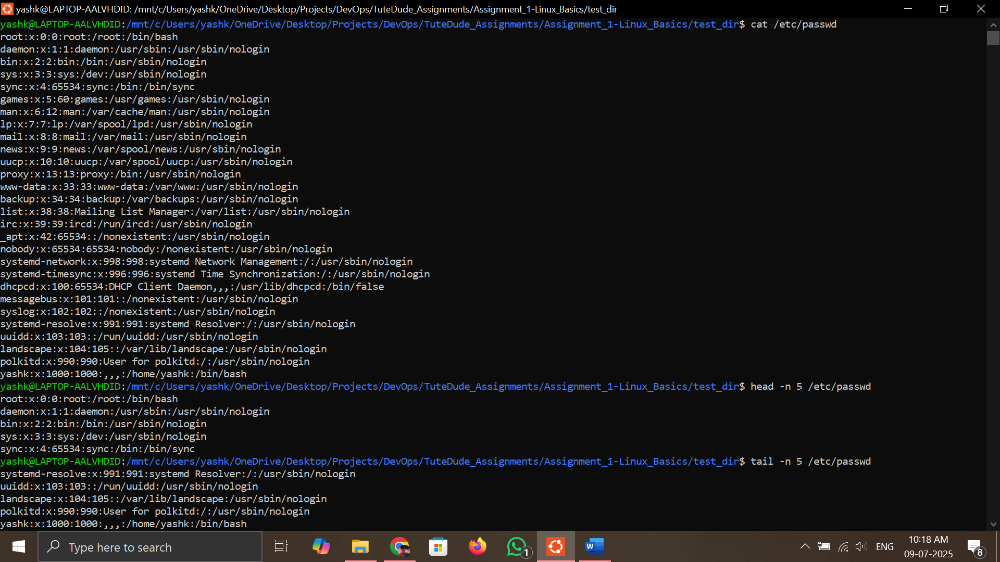 yashk@LAPTOP-AALVHDID: /mnt/c/Users/yashk/OneDrive/Desktop/Projects/DevOps/TuteDude_Assignments/Assignment_1-Linux_Basics/test_dir
yashk@LAPTOP-AALVHDID:/mnt/c/Users/yashk/OneDrive/Desktop/Projects/DevOps/TuteDude_Assignments/Assignment_1-Linux_Basics/test_dir$ cat /etc/passwd
root:x:0:0:root:/root:/bin/bash
daemon:x:1:1:daemon:/usr/sbin:/usr/sbin/nologin
bin:x:2:2:bin:/bin:/usr/sbin/nologin
sys:x:3:3:sys:/dev:/usr/sbin/nologin
sync:x:4:65534:sync:/bin:/bin/sync
games:x:5:60:games:/usr/games:/usr/sbin/nologin
man:x:6:12:man:/var/cache/man:/usr/sbin/nologin
lp:x:7:7:lp:/var/spool/lpd:/usr/sbin/nologin
mail:x:8:8:mail:/var/mail:/usr/sbin/nologin
news:x:9:9:news:/var/spool/news:/usr/sbin/nologin
uucp:x:10:10:uucp:/var/spool/uucp:/usr/sbin/nologin
proxy:x:13:13:proxy:/bin:/usr/sbin/nologin
www-data:x:33:33:www-data:/var/www:/usr/sbin/nologin
backup:x:34:34:backup:/var/backups:/usr/sbin/nologin
list:x:38:38:Mailing List Manager:/var/list:/usr/sbin/nologin
irc:x:39:39:ircd:/run/ircd:/usr/sbin/nologin
_apt:x:42:65534::/nonexistent:/usr/sbin/nologin
nobody:x:65534:65534:nobody:/nonexistent:/usr/sbin/nologin
systemd-network:x:998:998:systemd Network Management:/:/usr/sbin/nologin
systemd-timesync:x:996:996:systemd Time Synchronization:/:/usr/sbin/nologin
dhcpcd:x:100:65534:DHCP Client Daemon,,,:/usr/lib/dhcpcd:/bin/false
messagebus:x:101:101::/nonexistent:/usr/sbin/nologin
syslog:x:102:102::/nonexistent:/usr/sbin/nologin
systemd-resolve:x:991:991:systemd Resolver:/:/usr/sbin/nologin
uuidd:x:103:103::/run/uuidd:/usr/sbin/nologin
landscape:x:104:105::/var/lib/landscape:/usr/sbin/nologin
polkitd:x:990:990:User for polkitd:/:/usr/sbin/nologin
yashk:x:1000:1000:,,,:/home/yashk:/bin/bash
yashk@LAPTOP-AALVHDID:/mnt/c/Users/yashk/OneDrive/Desktop/Projects/DevOps/TuteDude_Assignments/Assignment_1-Linux_Basics/test_dir$ head -n 5 /etc/passwd
root:x:0:0:root:/root:/bin/bash
daemon:x:1:1:daemon:/usr/sbin:/usr/sbin/nologin
bin:x:2:2:bin:/bin:/usr/sbin/nologin
sys:x:3:3:sys:/dev:/usr/sbin/nologin
sync:x:4:65534:sync:/bin:/bin/sync
yashk@LAPTOP-AALVHDID:/mnt/c/Users/yashk/OneDrive/Desktop/Projects/DevOps/TuteDude_Assignments/Assignment_1-Linux_Basics/test_dir$ tail -n 5 /etc/passwd
systemd-resolve:x:991:991:systemd Resolver:/:/usr/sbin/nologin
uuidd:x:103:103::/run/uuidd:/usr/sbin/nologin
landscape:x:104:105::/var/lib/landscape:/usr/sbin/nologin
polkitd:x:990:990:User for polkitd:/:/usr/sbin/nologin
yashk:x:1000:1000:,,,:/home/yashk:/bin/bash
Type here to search
1
W
ENG
10:18 AM
09-07-2025
8